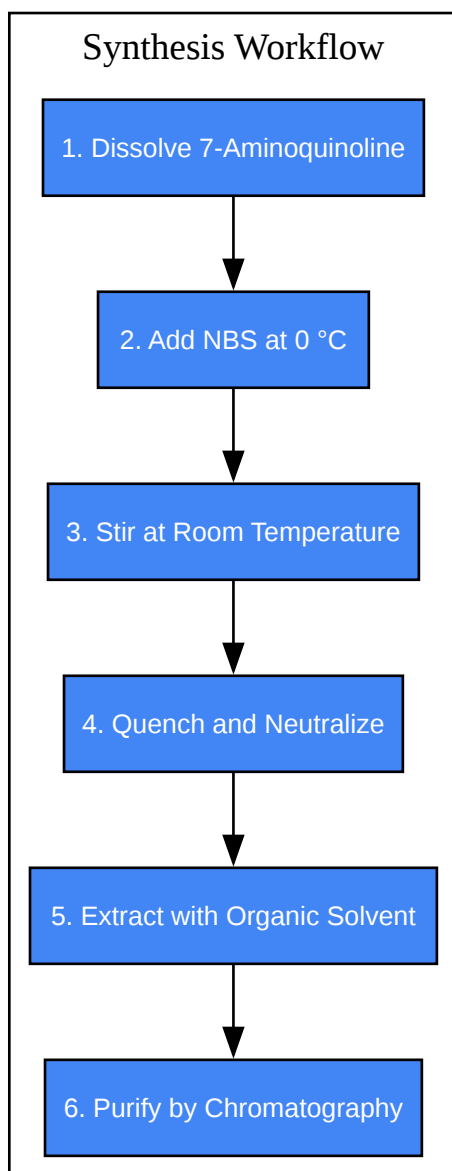 Synthesis Workflow
1. Dissolve 7-Aminoquinoline
2. Add NBS at 0 °C
3. Stir at Room Temperature
4. Quench and Neutralize
5. Extract with Organic Solvent
6. Purify by Chromatography